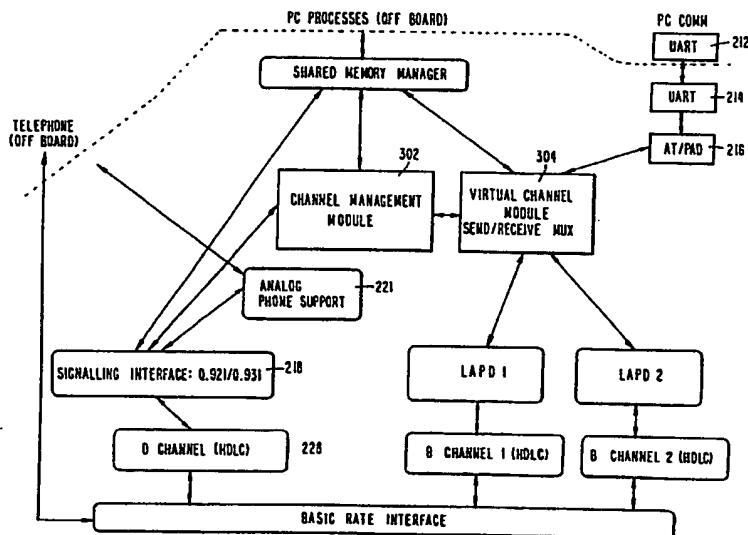 PC PROCESSES (OFF BOARD)
PC COMM
UART
212
SHARED MEMORY MANAGER
UART
214
TELEPHONE
(OFF BOARD)
AT/PAD
216
302
304
CHANNEL MANAGEMENT
MODULE
VIRTUAL CHANNEL
MODULE
SEND/RECEIVE MUX
ANALOG
PHONE SUPPORT
221
SIGNALLING INTERFACE: 0.921/0.931
218
LAPD 1
LAPD 2
D CHANNEL (HDLC)
228
B CHANNEL 1 (HDLC)
B CHANNEL 2 (HDLC)
BASIC RATE INTERFACE